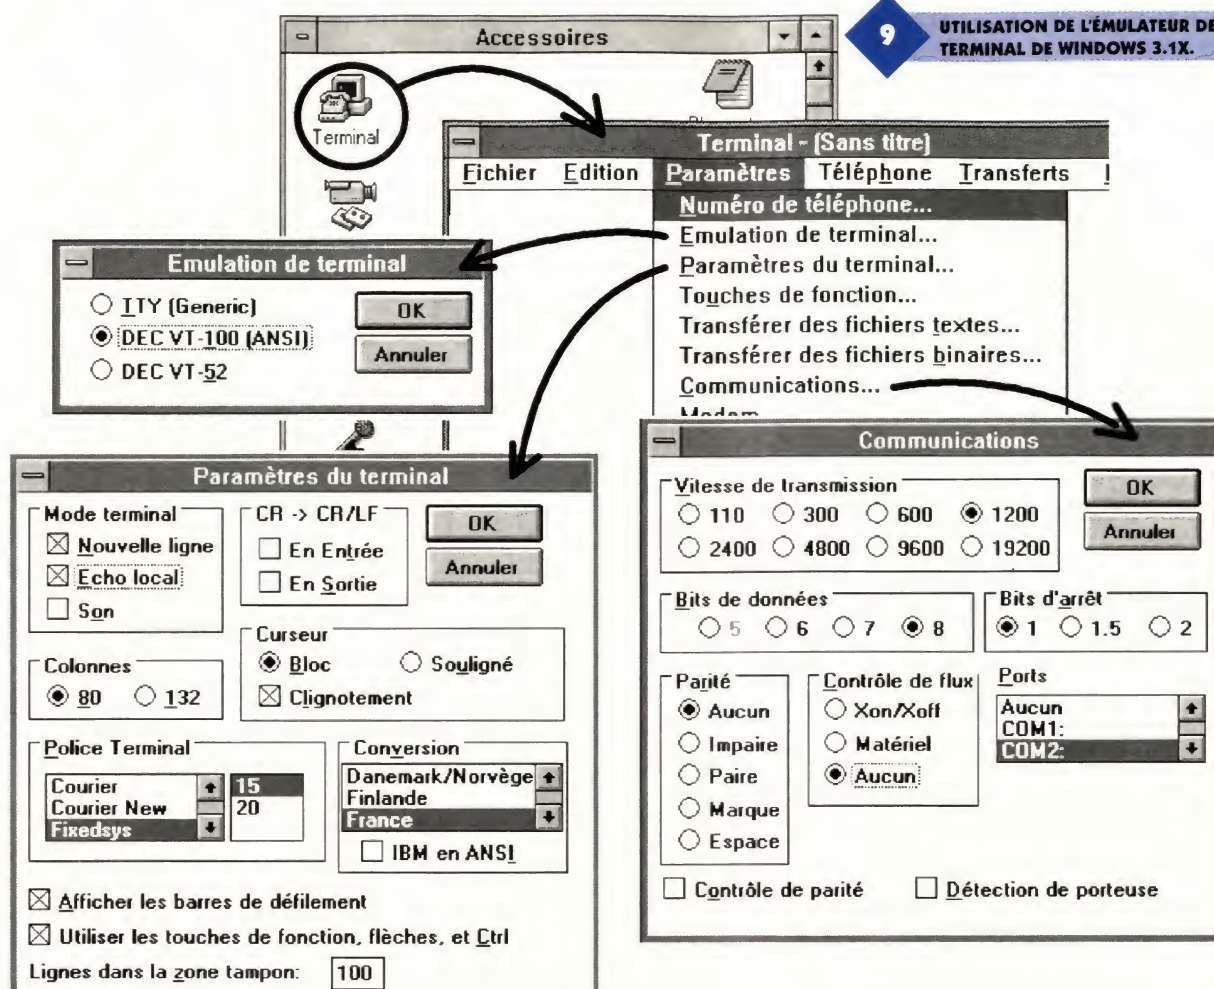 9
UTILISATION DE L'ÉMULATEUR DE
TERMINAL DE WINDOWS 3.1X.
Accessoires
Terminal
Terminal - (Sans titre)
Fichier Edition Paramètres Téléphone Transferts
Numéro de téléphone...
Emulation de terminal...
Paramètres du terminal...
Touches de fonction...
Transférer des fichiers textes...
Transférer des fichiers binaires...
Communications...
Modem
Emulation de terminal
TTY (Generic)
DEC VT-100 (ANSI)
DEC VT-52
OK
Annuler
Paramètres du terminal
Mode terminal
Nouvelle ligne
Echo local
Son
CR -> CR/LF
En Entrée
En Sortie
OK
Annuler
Colonnes
80 132
Curseur
Bloc Souligné
Clignotement
Police Terminal
Courier
Courier New
Fixedsys
15
20
Conversion
Danemark/Norvège
Finlande
France
IBM en ANSI
Afficher les barres de défilement
Utiliser les touches de fonction, flèches, et Ctrl
Lignes dans la zone tampon: 100
Communications
Vitesse de transmission
110 300 600 1200
2400 4800 9600 19200
OK
Annuler
Bits de données
5 6 7 8
Bits d'arrêt
1 1.5 2
Parité
Aucun
Impaire
Paire
Marque
Espace
Contrôle de flux
Xon/Xoff
Matériel
Aucun
Ports
Aucun
COM1:
COM2:
Contrôle de parité Détection de porteuse